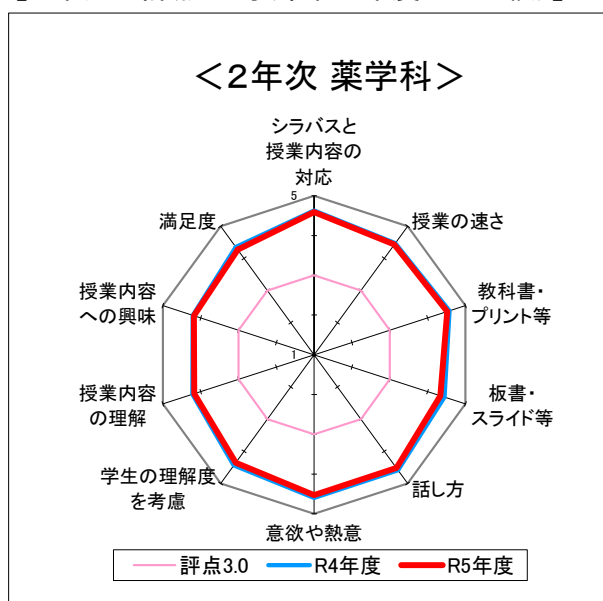 ＜2年次 薬学科＞
シラバスと
授業内容の
対応
5
満足度
授業の速さ
授業内容
への興味
教科書・
プリント等
1
授業内容
の理解
板書・
スライド等
学生の理解度
を考慮
話し方
意欲や熱意
評点3.0
R4年度
R5年度